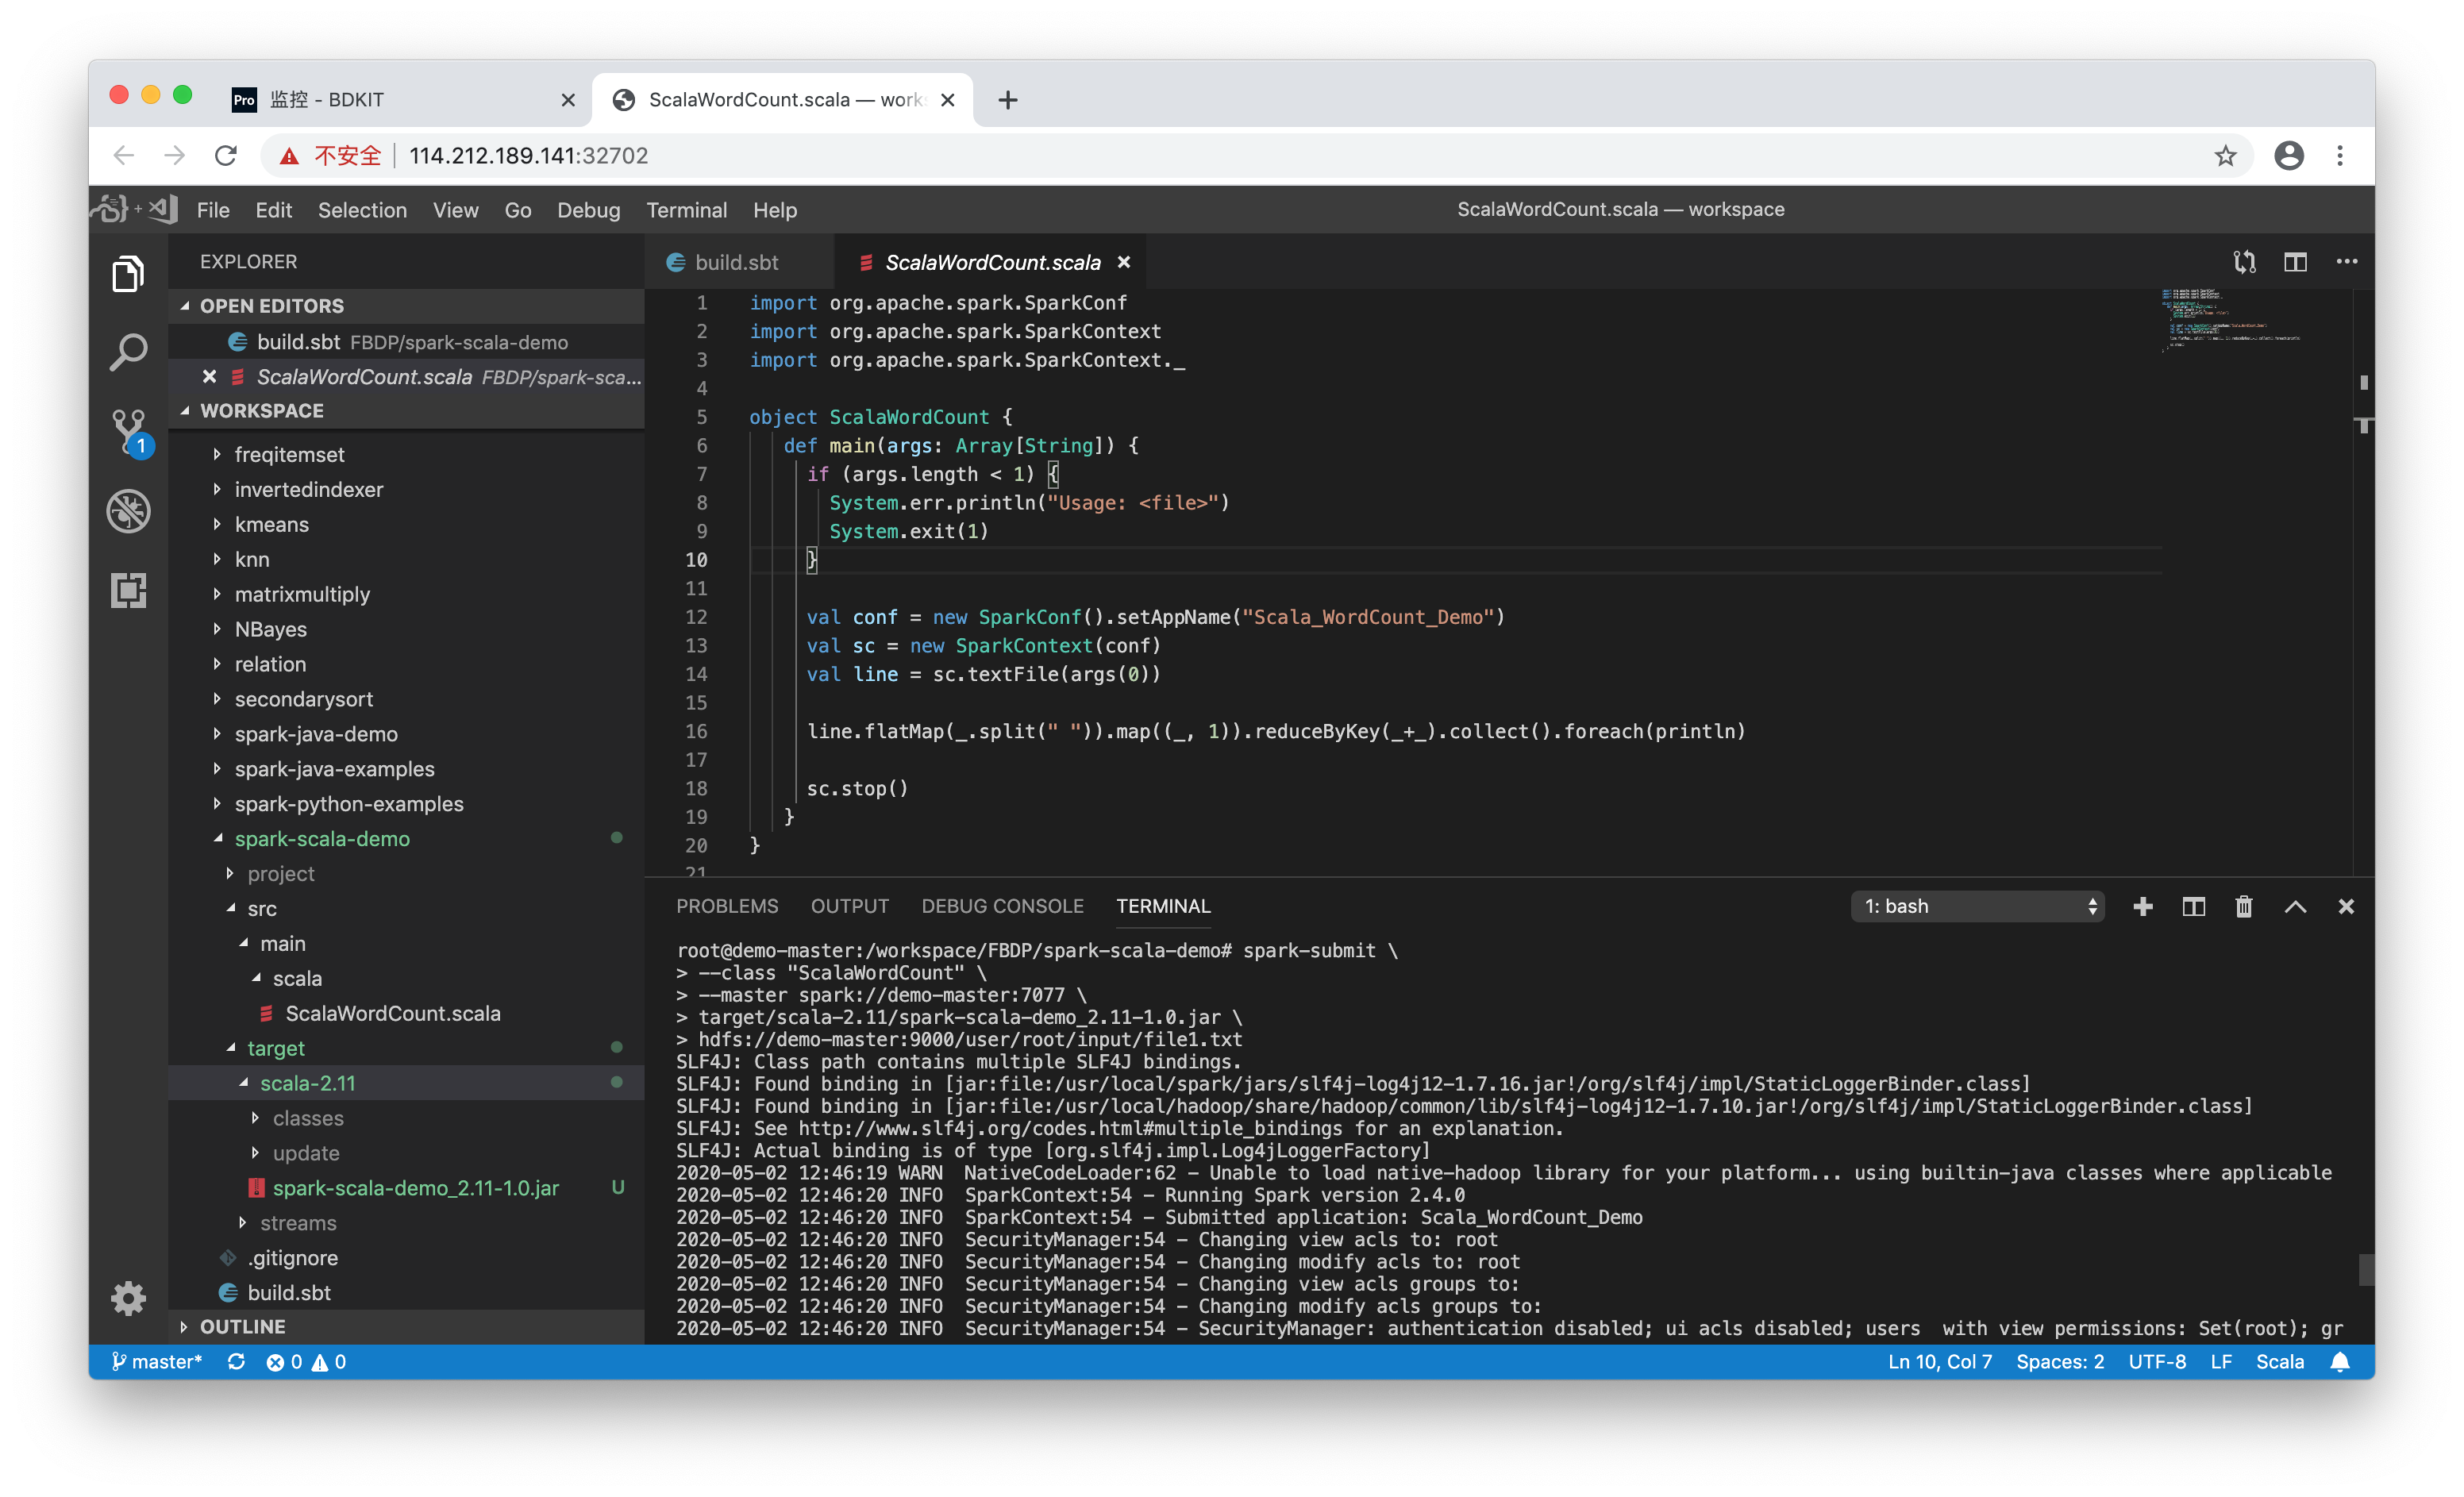 Pro 监控 - BDKIT
ScalaWordCount.scala — work
不安全 114.212.189.141:32702
File Edit Selection View Go Debug Terminal Help
ScalaWordCount.scala — workspace
EXPLORER
OPEN EDITORS
build.sbt FBDP/spark-scala-demo
ScalaWordCount.scala FBDP/spark-sca...
WORKSPACE
freqitemset
invertedindexer
kmeans
knn
matrixmultiply
NBayes
relation
secondarysort
spark-java-demo
spark-java-examples
spark-python-examples
spark-scala-demo
project
src
main
scala
ScalaWordCount.scala
target
scala-2.11
classes
update
spark-scala-demo_2.11-1.0.jar U
streams
.gitignore
build.sbt
OUTLINE
1
build.sbt
ScalaWordCount.scala
1 import org.apache.spark.SparkConf
2 import org.apache.spark.SparkContext
3 import org.apache.spark.SparkContext._
4
5 object ScalaWordCount {
6 def main(args: Array[String]) {
7 if (args.length < 1) {
8 System.err.println("Usage: <file>")
9 System.exit(1)
10 }
11
12 val conf = new SparkConf().setAppName("Scala_WordCount_Demo")
13 val sc = new SparkContext(conf)
14 val line = sc.textFile(args(0))
15
16 line.flatMap(_.split(" ")).map((_, 1)).reduceByKey(_+_).collect().foreach(println)
17
18 sc.stop()
19 }
20 }
21
PROBLEMS OUTPUT DEBUG CONSOLE TERMINAL
1: bash
root@demo-master:/workspace/FBDP/spark-scala-demo# spark-submit \
> --class "ScalaWordCount" \
> --master spark://demo-master:7077 \
> target/scala-2.11/spark-scala-demo_2.11-1.0.jar \
> hdfs://demo-master:9000/user/root/input/file1.txt
SLF4J: Class path contains multiple SLF4J bindings.
SLF4J: Found binding in [jar:file:/usr/local/spark/jars/slf4j-log4j12-1.7.16.jar!/org/slf4j/impl/StaticLoggerBinder.class]
SLF4J: Found binding in [jar:file:/usr/local/hadoop/share/hadoop/common/lib/slf4j-log4j12-1.7.10.jar!/org/slf4j/impl/StaticLoggerBinder.class]
SLF4J: See http://www.slf4j.org/codes.html#multiple_bindings for an explanation.
SLF4J: Actual binding is of type [org.slf4j.impl.Log4jLoggerFactory]
2020-05-02 12:46:19 WARN  NativeCodeLoader:62 - Unable to load native-hadoop library for your platform... using builtin-java classes where applicable
2020-05-02 12:46:20 INFO  SparkContext:54 - Running Spark version 2.4.0
2020-05-02 12:46:20 INFO  SparkContext:54 - Submitted application: Scala_WordCount_Demo
2020-05-02 12:46:20 INFO  SecurityManager:54 - Changing view acls to: root
2020-05-02 12:46:20 INFO  SecurityManager:54 - Changing modify acls to: root
2020-05-02 12:46:20 INFO  SecurityManager:54 - Changing view acls groups to:
2020-05-02 12:46:20 INFO  SecurityManager:54 - Changing modify acls groups to:
2020-05-02 12:46:20 INFO  SecurityManager:54 - SecurityManager: authentication disabled; ui acls disabled; users  with view permissions: Set(root); gr
master* 0 0
Ln 10, Col 7 Spaces: 2 UTF-8 LF Scala